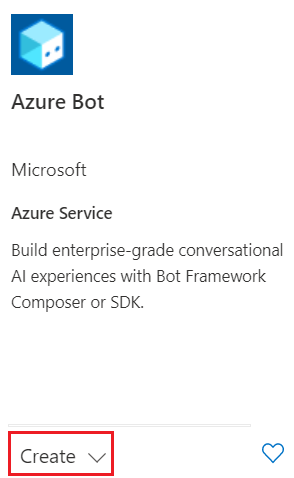 Azure Bot
Microsoft
Azure Service
Build enterprise-grade conversational
AI experiences with Bot Framework
Composer or SDK.
Create